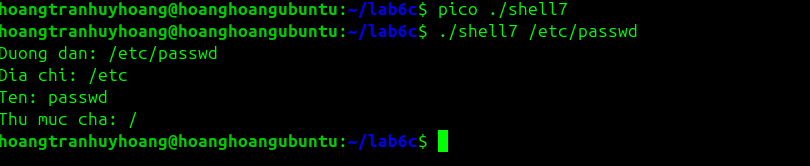 hoangtranhuyhoang@hoanghoangubuntu:~/lab6c$ pico ./shell7
hoangtranhuyhoang@hoanghoangubuntu:~/lab6c$ ./shell7 /etc/passwd
Duong dan: /etc/passwd
Dia chi: /etc
Ten: passwd
Thu muc cha: /
hoangtranhuyhoang@hoanghoangubuntu:~/lab6c$